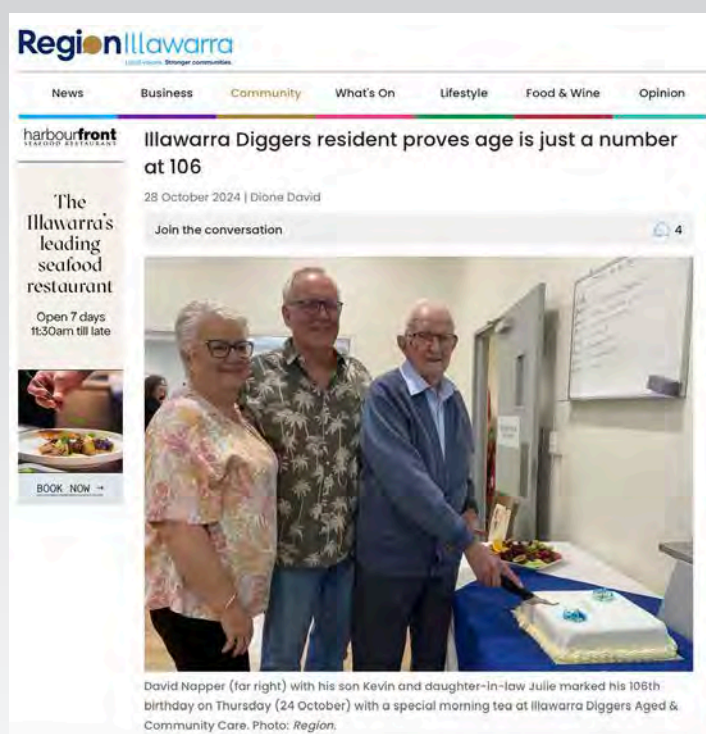 RegionIllawarra
Local voices. Stronger communities.
News Business Community What's On Lifestyle Food & Wine Opinion
harbourfront
SEAFOOD RESTAURANT
The
Illawarra's
leading
seafood
restaurant
Open 7 days
11:30am till late
BOOK NOW →
Illawarra Diggers resident proves age is just a number
at 106
28 October 2024 | Dione David
Join the conversation 4
David Napper (far right) with his son Kevin and daughter-in-law Julie marked his 106th
birthday on Thursday (24 October) with a special morning tea at Illawarra Diggers Aged &
Community Care. Photo: Region.